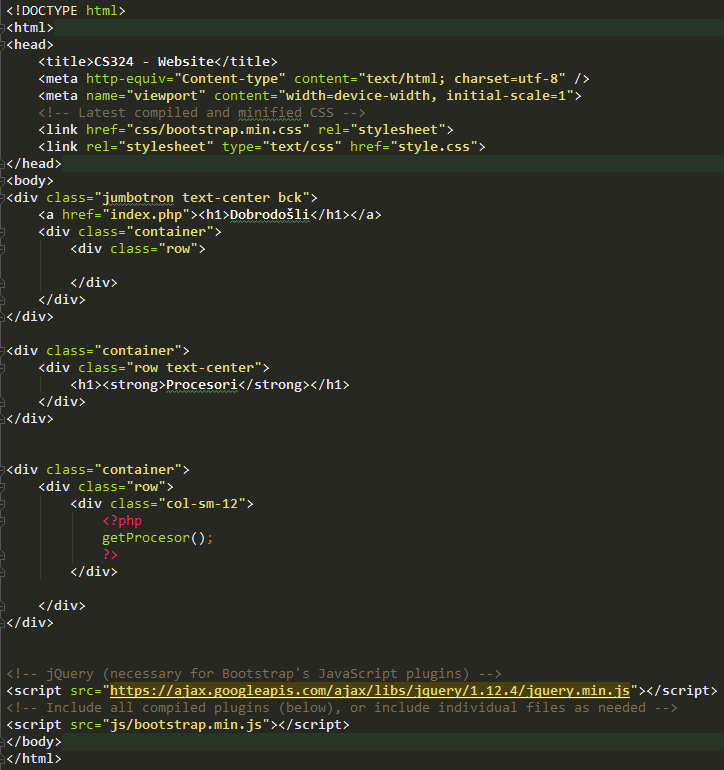 <!DOCTYPE html>
<html>
<head>
    <title>CS324 - Website</title>
    <meta http-equiv="Content-type" content="text/html; charset=utf-8" />
    <meta name="viewport" content="width=device-width, initial-scale=1">
    <!-- Latest compiled and minified CSS -->
    <link href="css/bootstrap.min.css" rel="stylesheet">
    <link rel="stylesheet" type="text/css" href="style.css">
</head>
<body>
<div class="jumbotron text-center bck">
    <a href="index.php"><h1>Dobrodošli</h1></a>
    <div class="container">
        <div class="row">

        </div>
    </div>
</div>

<div class="container">
    <div class="row text-center">
        <h1><strong>Procesori</strong></h1>
    </div>
</div>


<div class="container">
    <div class="row">
        <div class="col-sm-12">
            <?php
            getProcesor();
            ?>
        </div>

    </div>
</div>


<!-- jQuery (necessary for Bootstrap's JavaScript plugins) -->
<script src="https://ajax.googleapis.com/ajax/libs/jquery/1.12.4/jquery.min.js"></script>
<!-- Include all compiled plugins (below), or include individual files as needed -->
<script src="js/bootstrap.min.js"></script>
</body>
</html>